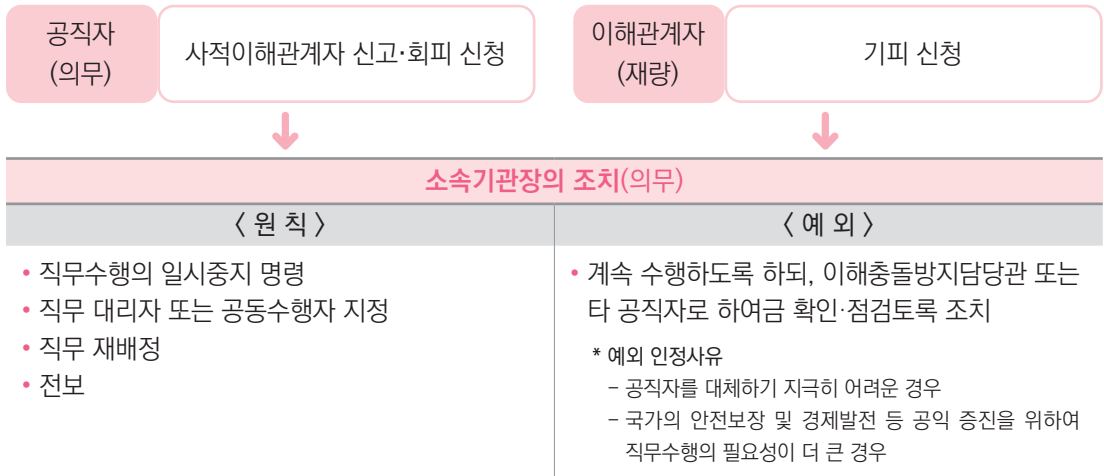 공직자
(의무)
사적이해관계자 신고·회피 신청
이해관계자
(재량)
기피 신청
소속기관장의 조치(의무)
〈 원 칙 〉
• 직무수행의 일시중지 명령
• 직무 대리자 또는 공동수행자 지정
• 직무 재배정
• 전보
〈 예 외 〉
• 계속 수행하도록 하되, 이해충돌방지담당관 또는
타 공직자로 하여금 확인·점검토록 조치
* 예외 인정사유
– 공직자를 대체하기 지극히 어려운 경우
– 국가의 안전보장 및 경제발전 등 공익 증진을 위하여
직무수행의 필요성이 더 큰 경우